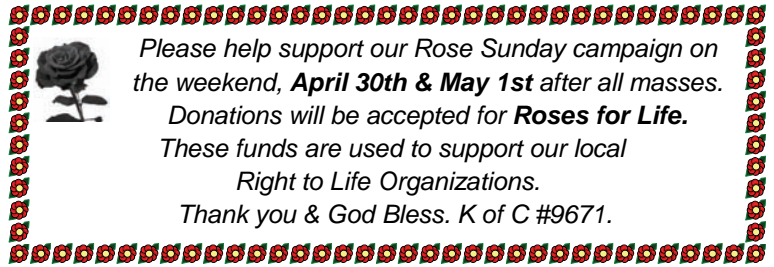 Please help support our Rose Sunday campaign on
the weekend, April 30th & May 1st after all masses.
Donations will be accepted for Roses for Life.
These funds are used to support our local
Right to Life Organizations.
Thank you & God Bless. K of C #9671.